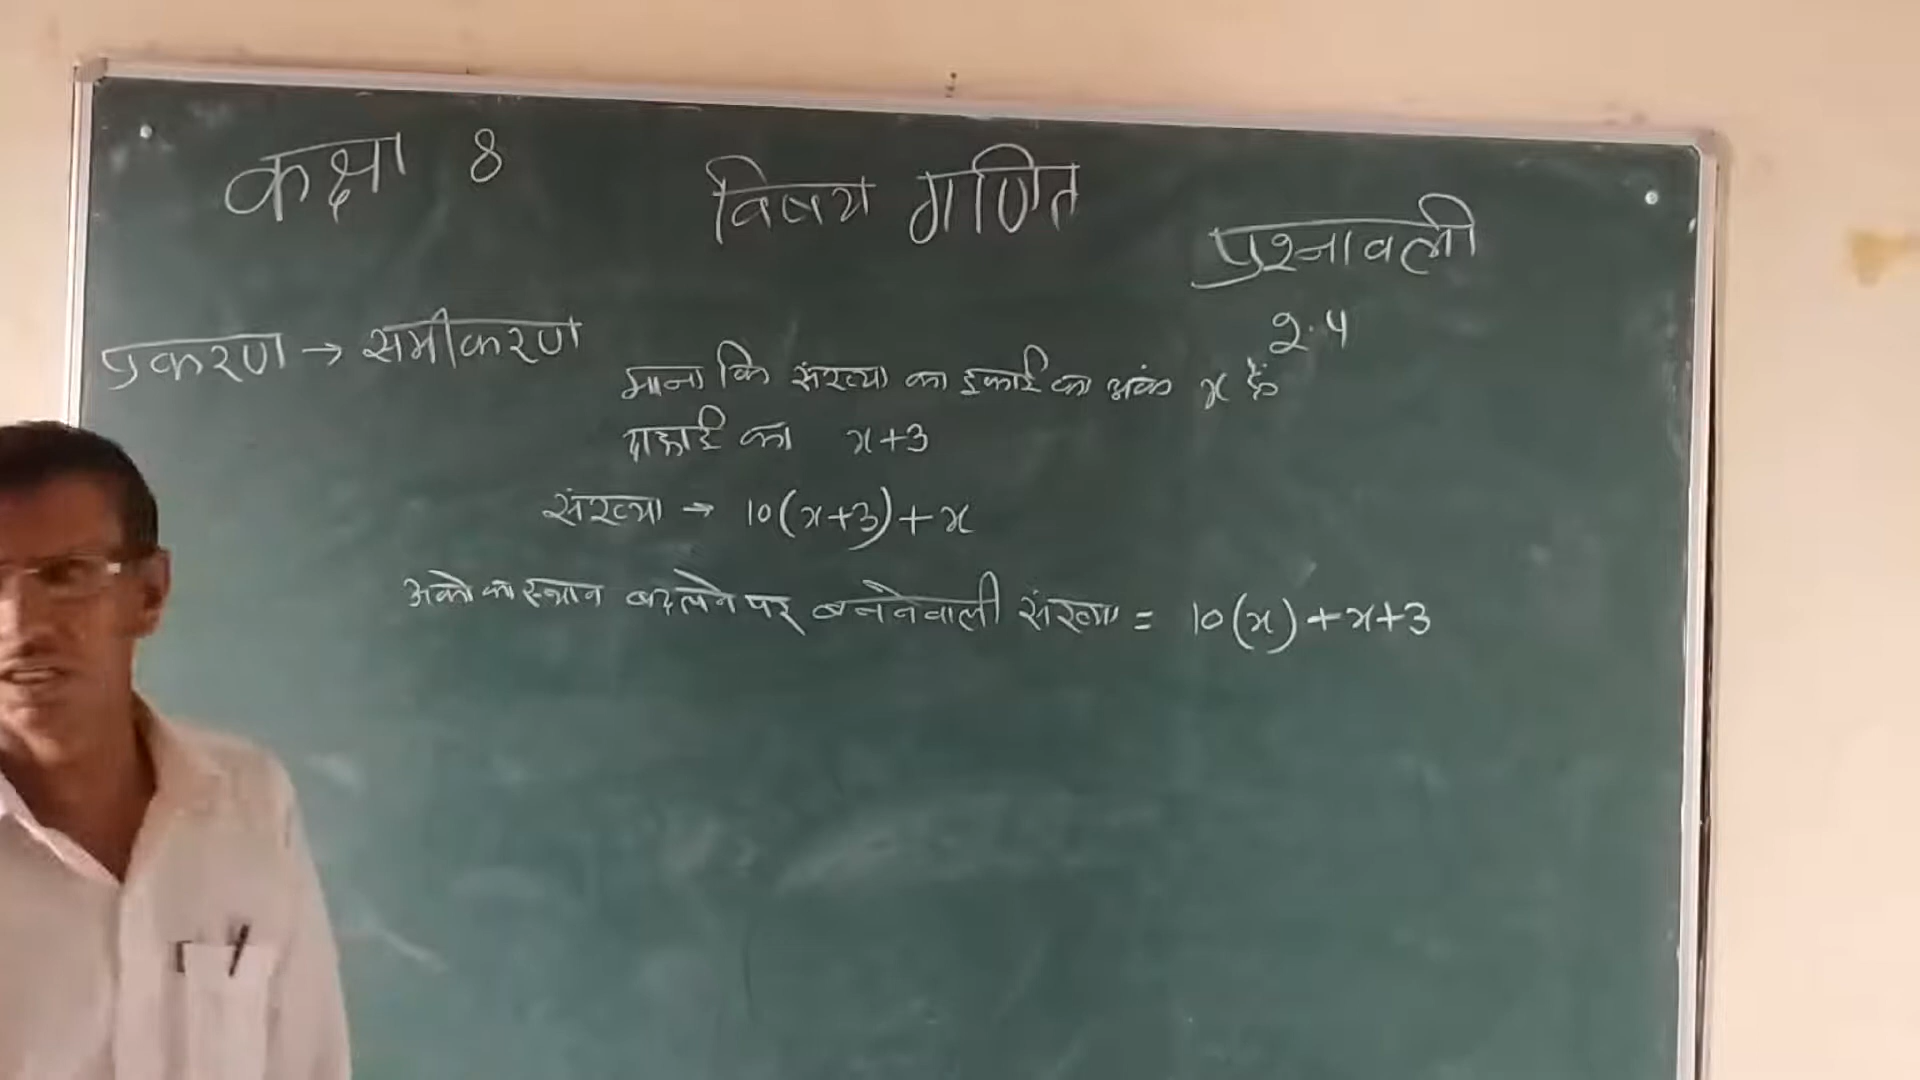 कक्षा 8
विषय गणित
प्रश्नावली
2.4
प्रकरण → समीकरण
माना कि संख्या का इकाई का अंक x है
दहाई का x+3
संख्या → 10(x+3)+x
अंको का स्थान बदलने पर बननेवाली संख्या = 10(x)+x+3